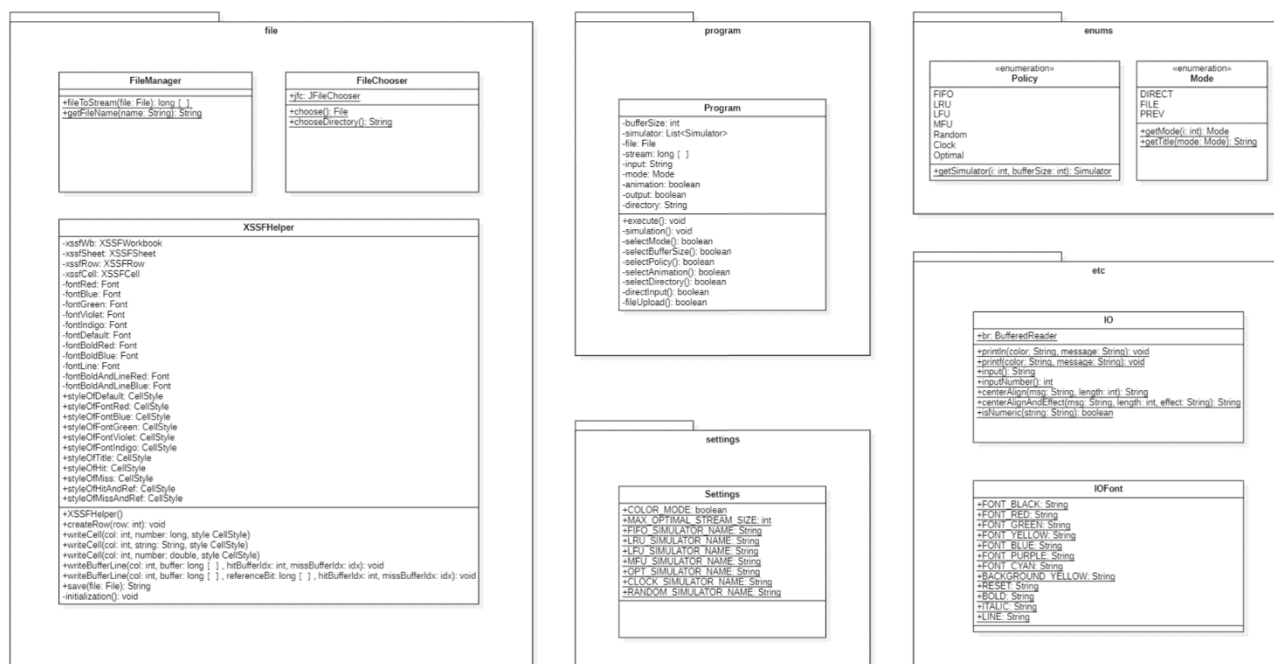 file
FileManager
+fileToStream(file: File): long [ ]
+getFileName(name: String): String
FileChooser
+jfc: JFileChooser
+choose(): File
+chooseDirectory(): String
XSSFHelper
-xssfWb: XSSFWorkbook
-xssfSheet: XSSFSheet
-xssfRow: XSSFRow
-xssfCell: XSSFCell
-fontRed: Font
-fontBlue: Font
-fontGreen: Font
-fontViolet: Font
-fontIndigo: Font
-fontDefault: Font
-fontBoldRed: Font
-fontBoldBlue: Font
-fontLine: Font
-fontBoldAndLineRed: Font
-fontBoldAndLineBlue: Font
+styleOfDefault: CellStyle
+styleOfFontRed: CellStyle
+styleOfFontBlue: CellStyle
+styleOfFontGreen: CellStyle
+styleOfFontViolet: CellStyle
+styleOfFontIndigo: CellStyle
+styleOfTitle: CellStyle
+styleOfHit: CellStyle
+styleOfMiss: CellStyle
+styleOfHitAndRef: CellStyle
+styleOfMissAndRef: CellStyle
+XSSFHelper()
+createRow(row: int): void
+writeCell(col: int, number: long, style CellStyle)
+writeCell(col: int, string: String, style CellStyle)
+writeCell(col: int, number: double, style CellStyle)
+writeBufferLine(col: int, buffer: long [ ] , hitBufferIdx: int, missBufferIdx: idx): void
+writeBufferLine(col: int, buffer: long [ ] , referenceBit: long [ ] , hitBufferIdx: int, missBufferIdx: idx): void
+save(file: File): String
-initialization(): void
program
Program
-bufferSize: int
-simulator: List<Simulator>
-file: File
-stream: long [ ]
-input: String
-mode: Mode
-animation: boolean
-output: boolean
-directory: String
+execute(): void
-simulation(): void
-selectMode(): boolean
-selectBufferSize(): boolean
-selectPolicy(): boolean
-selectAnimation(): boolean
-selectDirectory(): boolean
-directInput(): boolean
-fileUpload(): boolean
settings
Settings
+COLOR_MODE: boolean
+MAX_OPTIMAL_STREAM_SIZE: int
+FIFO_SIMULATOR_NAME: String
+LRU_SIMULATOR_NAME: String
+LFU_SIMULATOR_NAME: String
+MFU_SIMULATOR_NAME: String
+OPT_SIMULATOR_NAME: String
+CLOCK_SIMULATOR_NAME: String
+RANDOM_SIMULATOR_NAME: String
enums
«enumeration»
Policy
FIFO
LRU
LFU
MFU
Random
Clock
Optimal
+getSimulator(i: int, bufferSize: int): Simulator
«enumeration»
Mode
DIRECT
FILE
PREV
+getMode(i: int): Mode
+getTitle(mode: Mode): String
etc
IO
+br: BufferedReader
+println(color: String, message: String): void
+printf(color: String, message: String): void
+input(): String
+inputNumber(): int
+centerAlign(msg: String, length: int): String
+centerAlignAndEffect(msg: String, length: int, effect: String): String
+isNumeric(string: String): boolean
IOFont
+FONT_BLACK: String
+FONT_RED: String
+FONT_GREEN: String
+FONT_YELLOW: String
+FONT_BLUE: String
+FONT_PURPLE: String
+FONT_CYAN: String
+BACKGROUND_YELLOW: String
+RESET: String
+BOLD: String
+ITALIC: String
+LINE: String